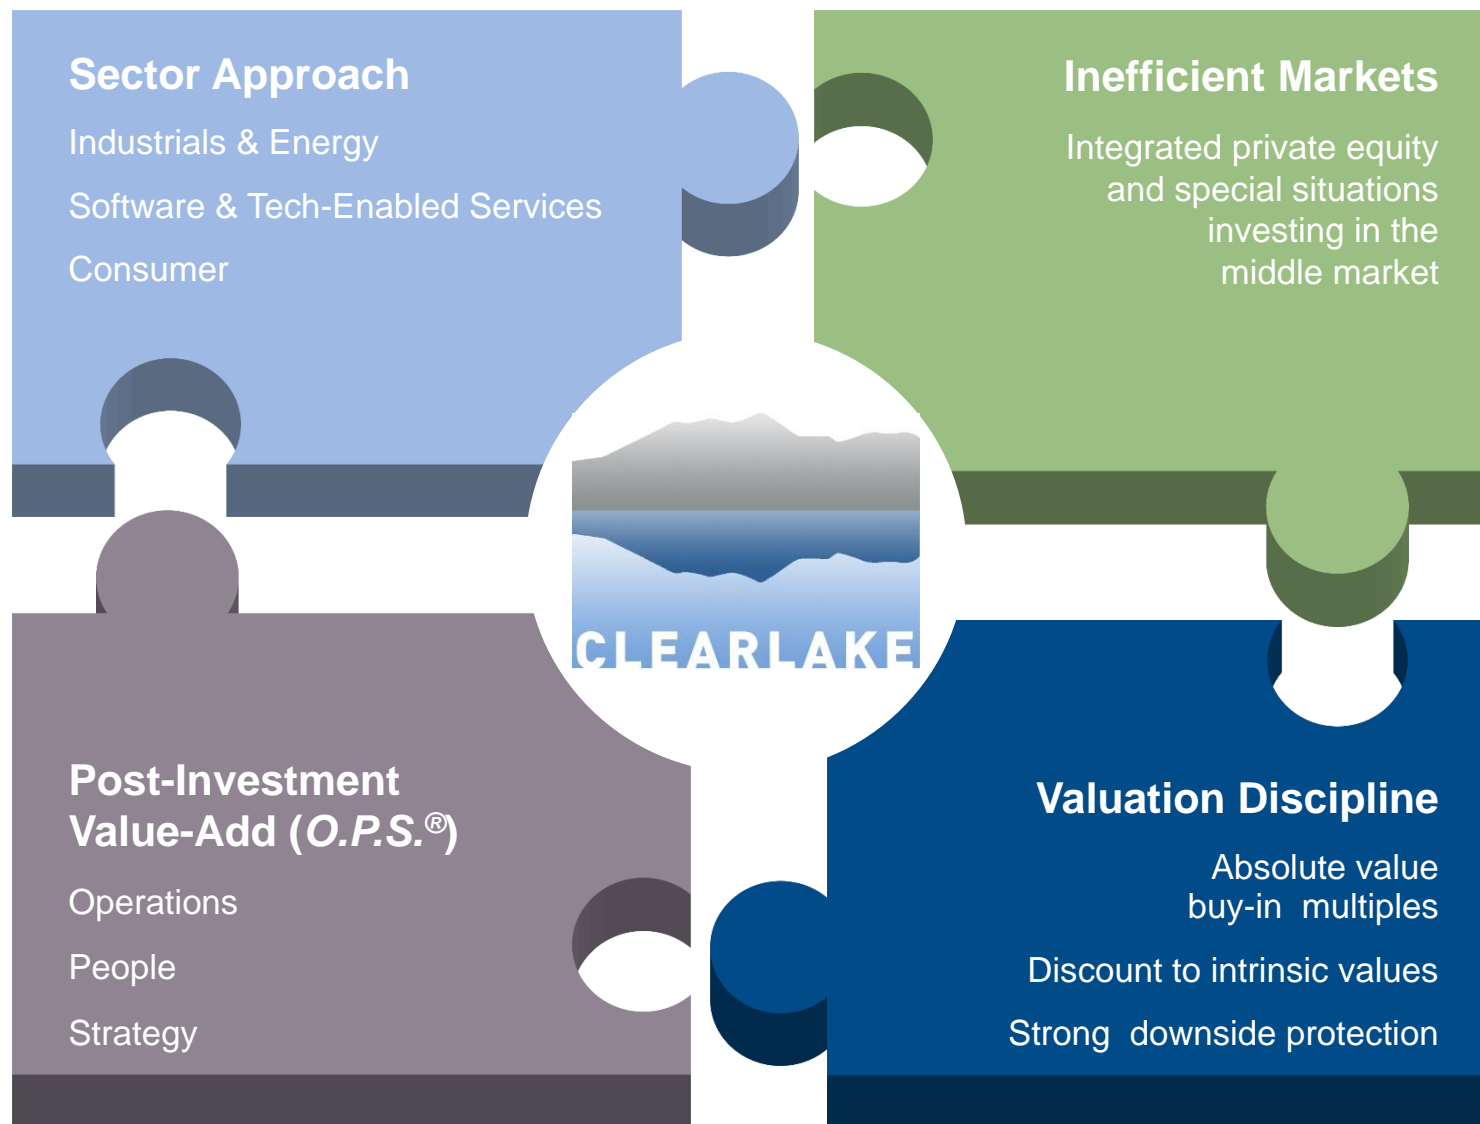 Sector Approach
Industrials & Energy
Software & Tech-Enabled Services
Consumer
Inefficient Markets
Integrated private equity
and special situations
investing in the
middle market
CLEARLAKE
Post-Investment
Value-Add (O.P.S.®)
Operations
People
Strategy
Valuation Discipline
Absolute value
buy-in  multiples
Discount to intrinsic values
Strong  downside protection